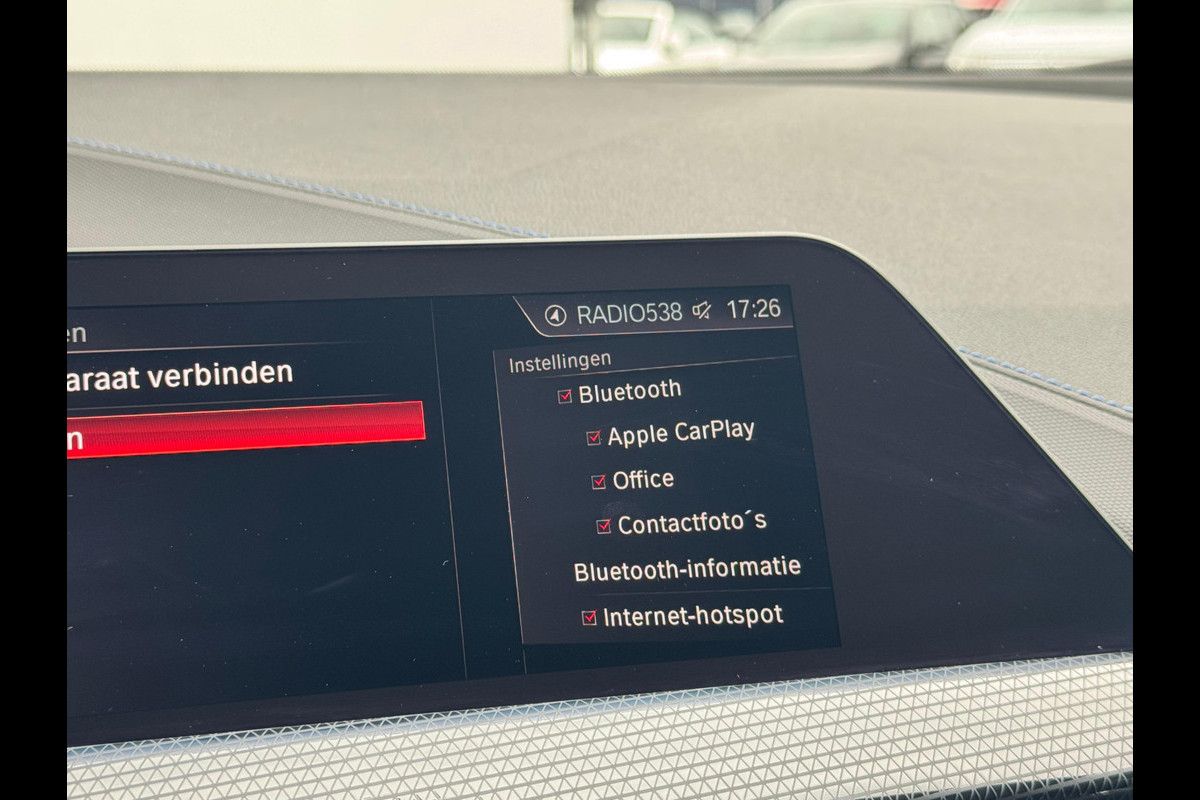 RADIO538 17:26
en
araat verbinden
n
Instellingen
Bluetooth
Apple CarPlay
Office
Contactfoto´s
Bluetooth-informatie
Internet-hotspot